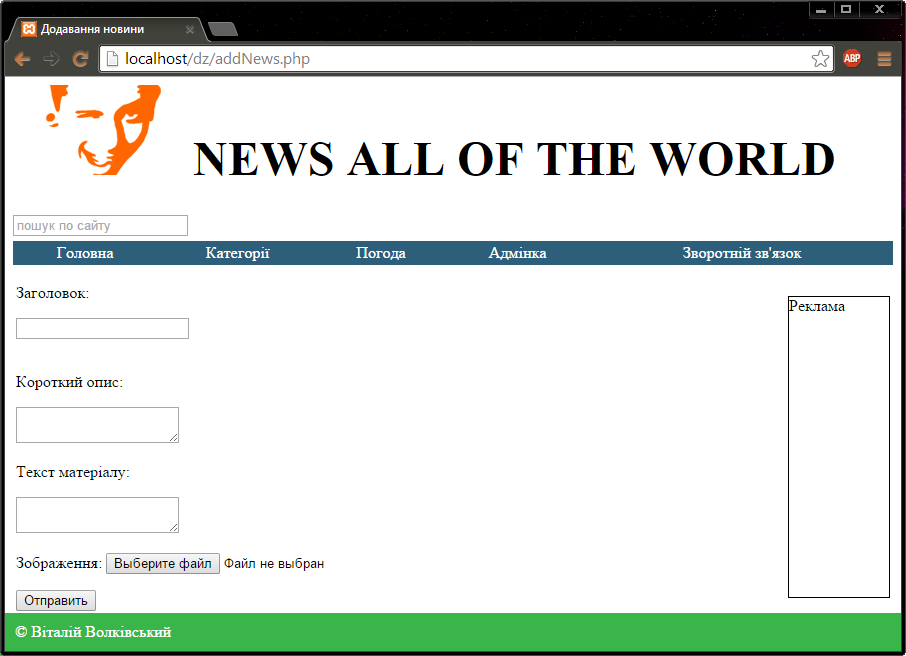 Додавання новини
localhost/dz/addNews.php
ABP
NEWS ALL OF THE WORLD
пошук по сайту
Головна Категорії Погода Адмінка Зворотній зв'язок
Заголовок:
Реклама
Короткий опис:
Текст матеріалу:
Зображення: Выберите файл Файл не выбран
Отправить
© Віталій Волківський